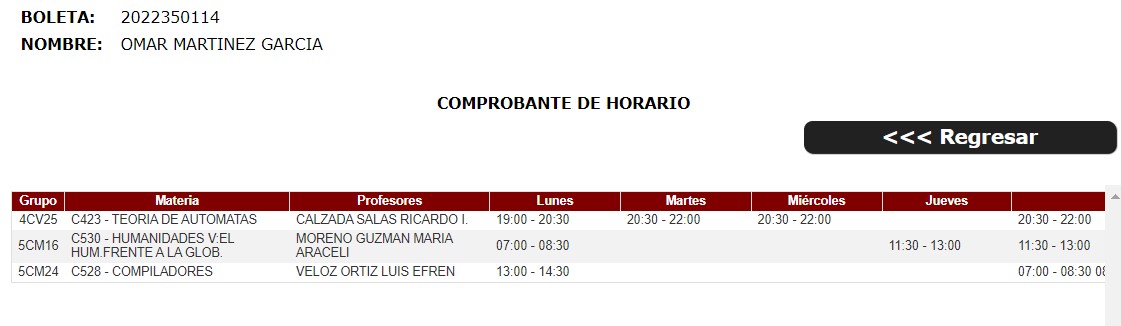 BOLETA: 2022350114
NOMBRE: OMAR MARTINEZ GARCIA
COMPROBANTE DE HORARIO
<<< Regresar
Grupo Materia Profesores Lunes Martes Miércoles Jueves
4CV25 C423 - TEORIA DE AUTOMATAS CALZADA SALAS RICARDO I. 19:00 - 20:30 20:30 - 22:00 20:30 - 22:00 20:30 - 22:00
5CM16 C530 - HUMANIDADES V:EL HUM.FRENTE A LA GLOB. MORENO GUZMAN MARIA ARACELI 07:00 - 08:30 11:30 - 13:00 11:30 - 13:00
5CM24 C528 - COMPILADORES VELOZ ORTIZ LUIS EFREN 13:00 - 14:30 07:00 - 08:30